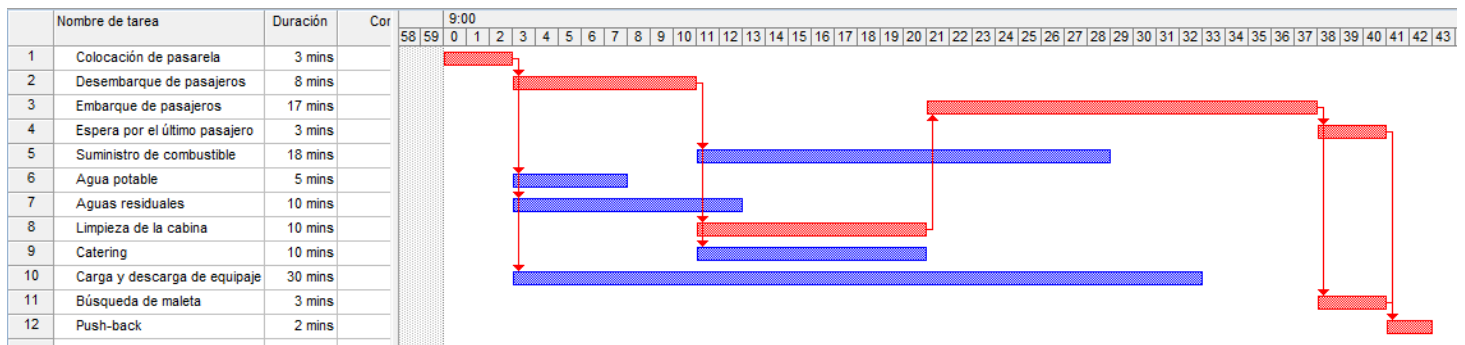 Nombre de tarea Duración Cor 9:00
58 59 0 1 2 3 4 5 6 7 8 9 10 11 12 13 14 15 16 17 18 19 20 21 22 23 24 25 26 27 28 29 30 31 32 33 34 35 36 37 38 39 40 41 42 43
1 Colocación de pasarela 3 mins
2 Desembarque de pasajeros 8 mins
3 Embarque de pasajeros 17 mins
4 Espera por el último pasajero 3 mins
5 Suministro de combustible 18 mins
6 Agua potable 5 mins
7 Aguas residuales 10 mins
8 Limpieza de la cabina 10 mins
9 Catering 10 mins
10 Carga y descarga de equipaje 30 mins
11 Búsqueda de maleta 3 mins
12 Push-back 2 mins